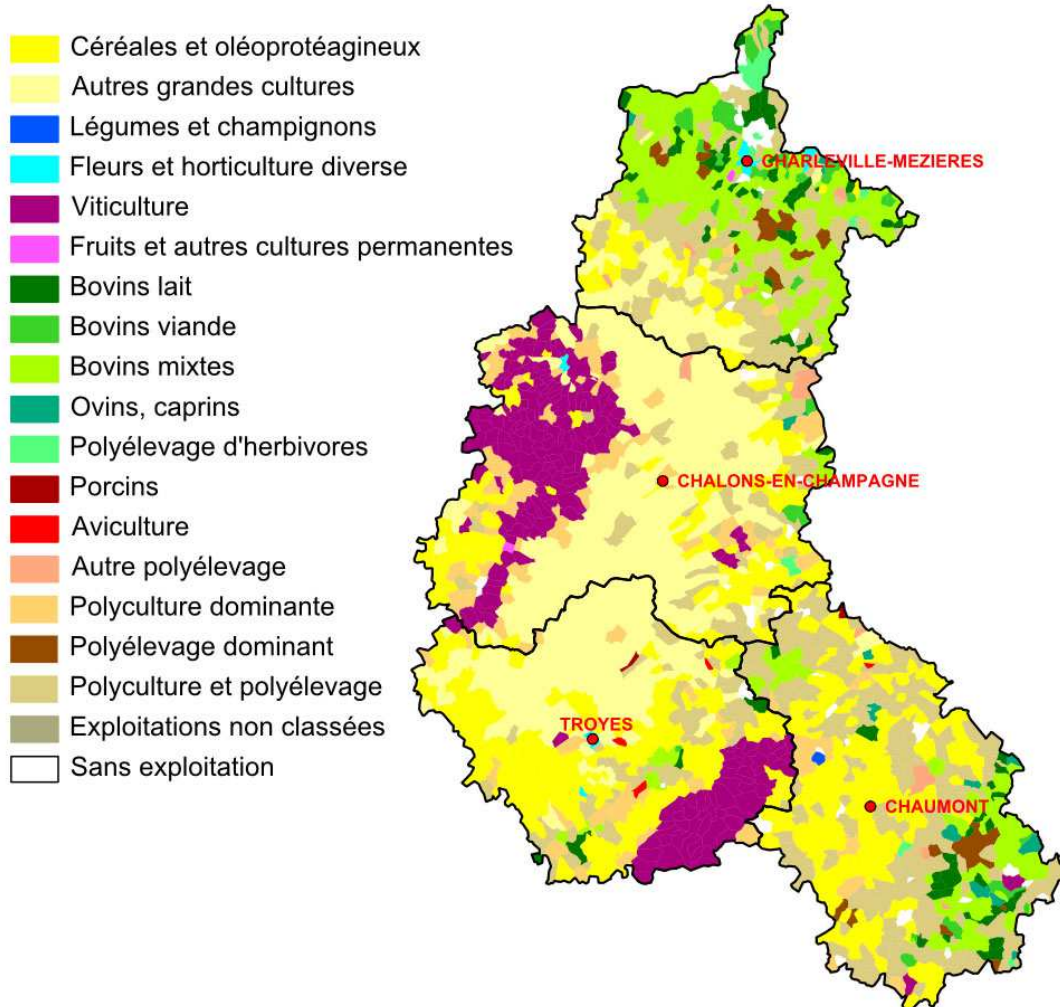 Céréales et oléoprotéagineux
Autres grandes cultures
Légumes et champignons
Fleurs et horticulture diverse
Viticulture
Fruits et autres cultures permanentes
Bovins lait
Bovins viande
Bovins mixtes
Ovins, caprins
Polyélevage d'herbivores
Porcins
Aviculture
Autre polyélevage
Polyculture dominante
Polyélevage dominant
Polyculture et polyélevage
Exploitations non classées
Sans exploitation
CHARLEVILLE-MEZIERES
CHALONS-EN-CHAMPAGNE
TROYES
CHAUMONT